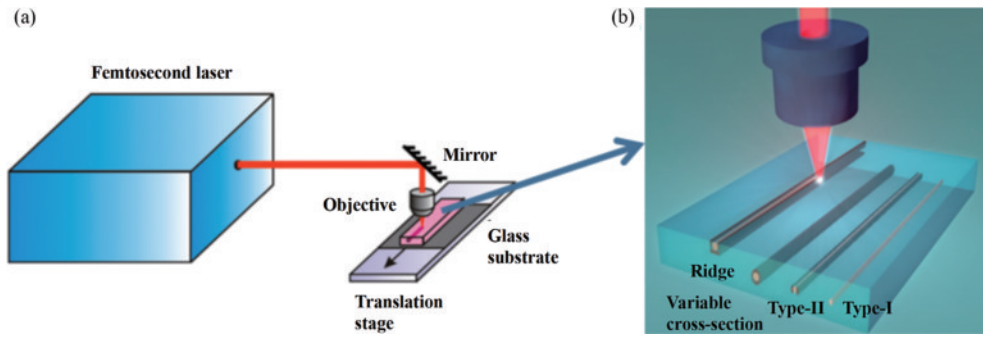 (a)
Femtosecond laser
Mirror
Objective
Glass
substrate
Translation
stage
(b)
Ridge
Variable
cross-section
Type-II
Type-I